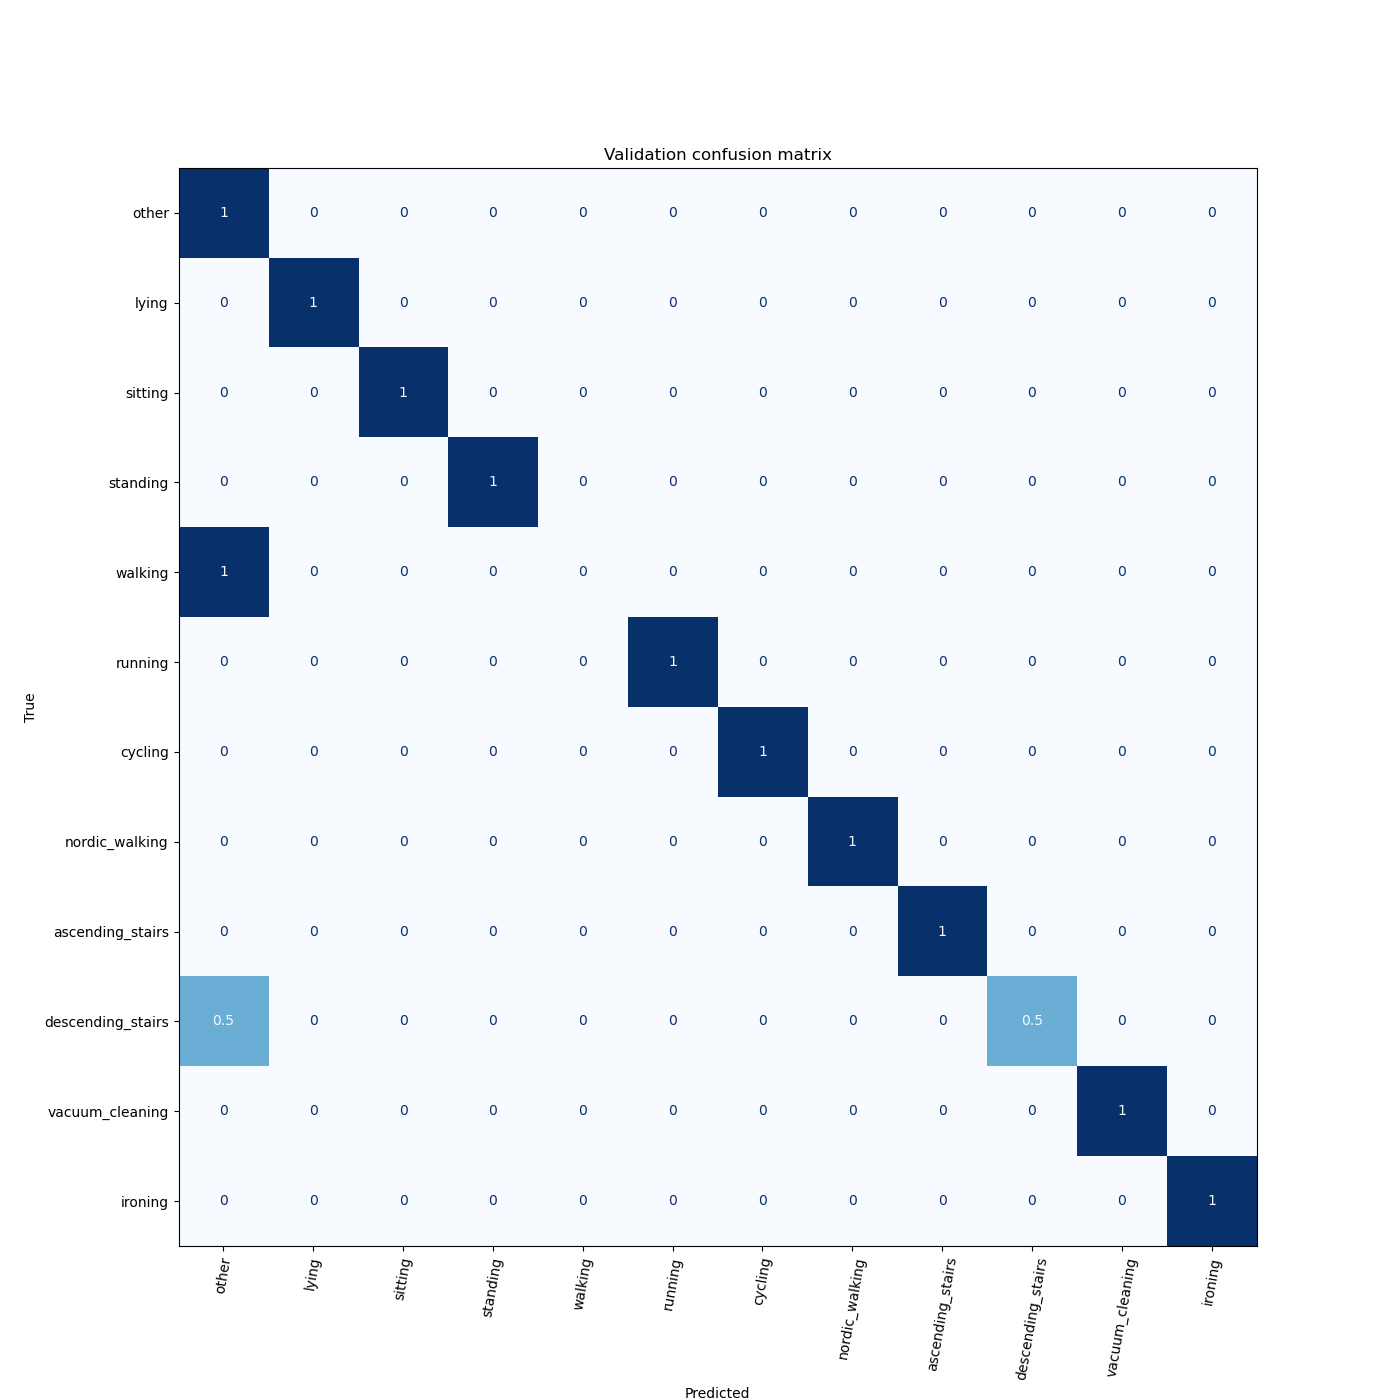 Validation confusion matrix
other 1 0 0 0 0 0 0 0 0 0 0 0
lying 0 1 0 0 0 0 0 0 0 0 0 0
sitting 0 0 1 0 0 0 0 0 0 0 0 0
standing 0 0 0 1 0 0 0 0 0 0 0 0
walking 1 0 0 0 0 0 0 0 0 0 0 0
running 0 0 0 0 0 1 0 0 0 0 0 0
True
cycling 0 0 0 0 0 0 1 0 0 0 0 0
nordic_walking 0 0 0 0 0 0 0 1 0 0 0 0
ascending_stairs 0 0 0 0 0 0 0 0 1 0 0 0
descending_stairs 0.5 0 0 0 0 0 0 0 0 0.5 0 0
vacuum_cleaning 0 0 0 0 0 0 0 0 0 0 1 0
ironing 0 0 0 0 0 0 0 0 0 0 0 1
other lying sitting standing walking running cycling nordic_walking ascending_stairs descending_stairs vacuum_cleaning ironing
Predicted